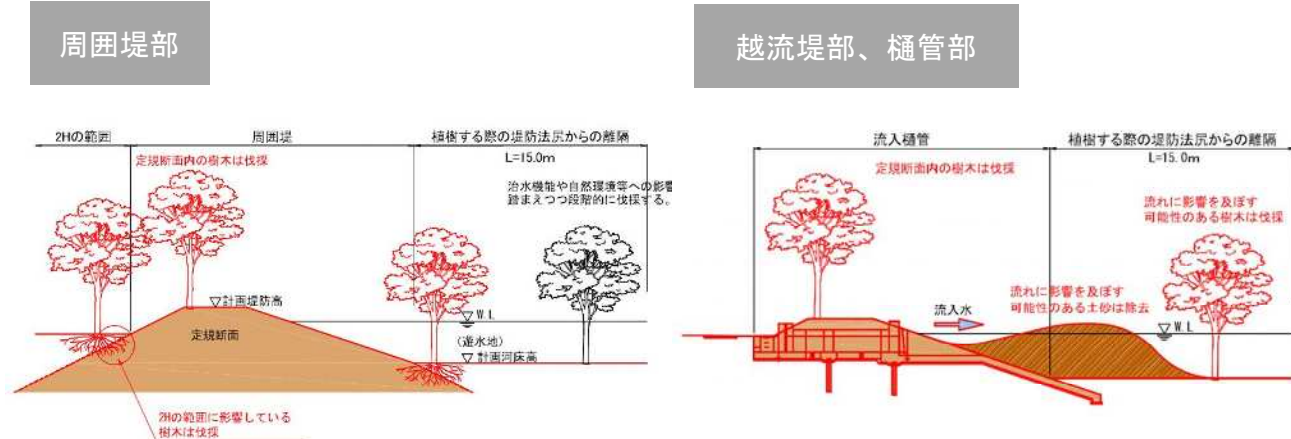 周囲堤部
2Hの範囲
周囲堤
植樹する際の堤防法尻からの離隔
L=15.0m
定規断面内の樹木は伐採
治水機能や自然環境等への影響
踏まえつつ段階的に伐採する。
▽計画堤防高
▽W.L
定規断面
(遊水地)
▽計画河床高
2Hの範囲に影響している
樹木は伐採
越流堤部、樋管部
流入樋管
植樹する際の堤防法尻からの離隔
L=15.0m
定規断面内の樹木は伐採
流れに影響を及ぼす
可能性のある樹木は伐採
流れに影響を及ぼす
可能性のある土砂は除去
流入水
▽W.L